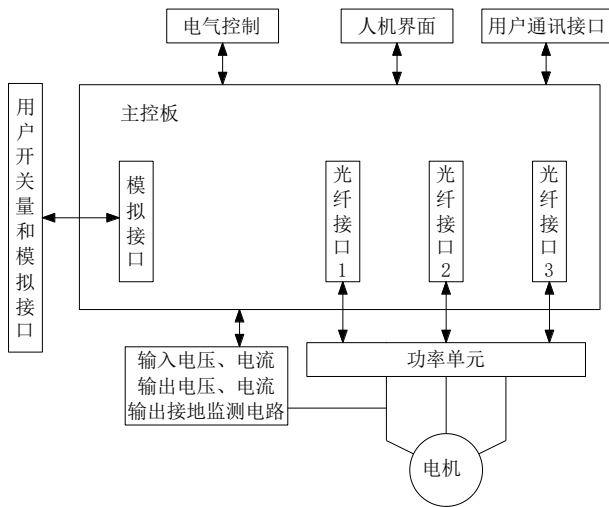 电气控制
人机界面
用户通讯接口
用户开关量和模拟接口
主控板
模拟接口
光纤接口1
光纤接口2
光纤接口3
输入电压、电流
输出电压、电流
输出接地监测电路
功率单元
电机